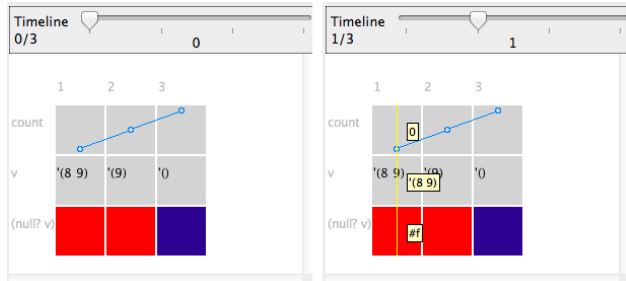 Timeline
0/3
0
1 2 3
count
v '(8 9) '(9) '()
(null? v)
Timeline
1/3
1
1 2 3
count 0
v '(8 9) '(9) '()
'(8 9)
(null? v) #f